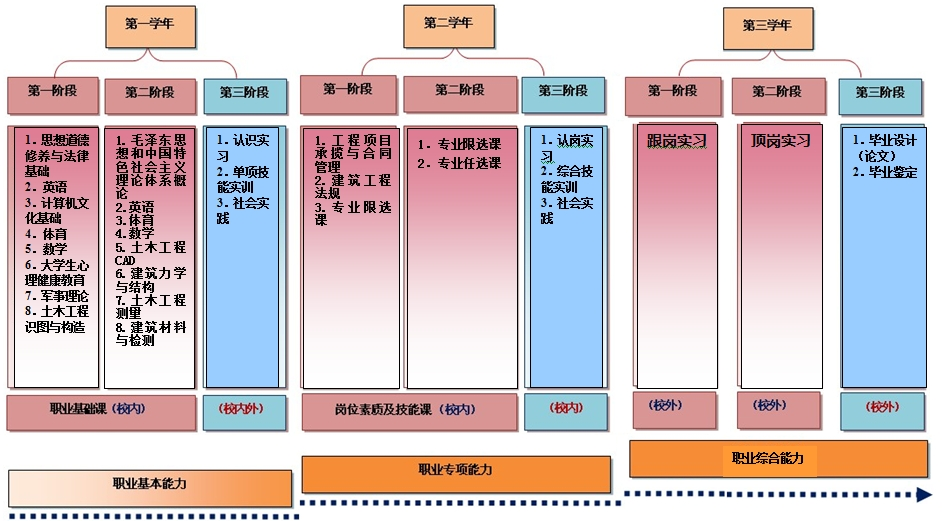 第一学年
第二学年
第三学年
第一阶段
第二阶段
第三阶段
第一阶段
第二阶段
第三阶段
第一阶段
第二阶段
第三阶段
1．思想道德
修养与法律
基础
2．英语
3．计算机文
化基础
4．体育
5．数学
6．大学生心
理健康教育
7．军事理论
8．土木工程
识图与构造
1. 毛泽东思
想和中国特
色社会主义
理论体系概
论
2.英语
3.体育
4.数学
5. 土木工程
CAD
6. 建筑力学
与结构
7. 土木工程
测量
8. 建筑材料
与检测
1．认识实
习
2．单项技
能实训
3．社会实
践
1. 工程项目
承揽与合同
管理
2. 建筑工程
法规
3. 专业限选
课
1．专业限选课
2．专业任选课
1．认岗实
习
2．综合技
能实训
3．社会实
践
跟岗实习
顶岗实习
1．毕业设计
（论文）
2．毕业鉴定
职业基础课（校内）
（校内外）
岗位素质及技能课（校内）
（校内）
（校外）
（校外）
（校外）
职业基本能力
职业专项能力
职业综合能力